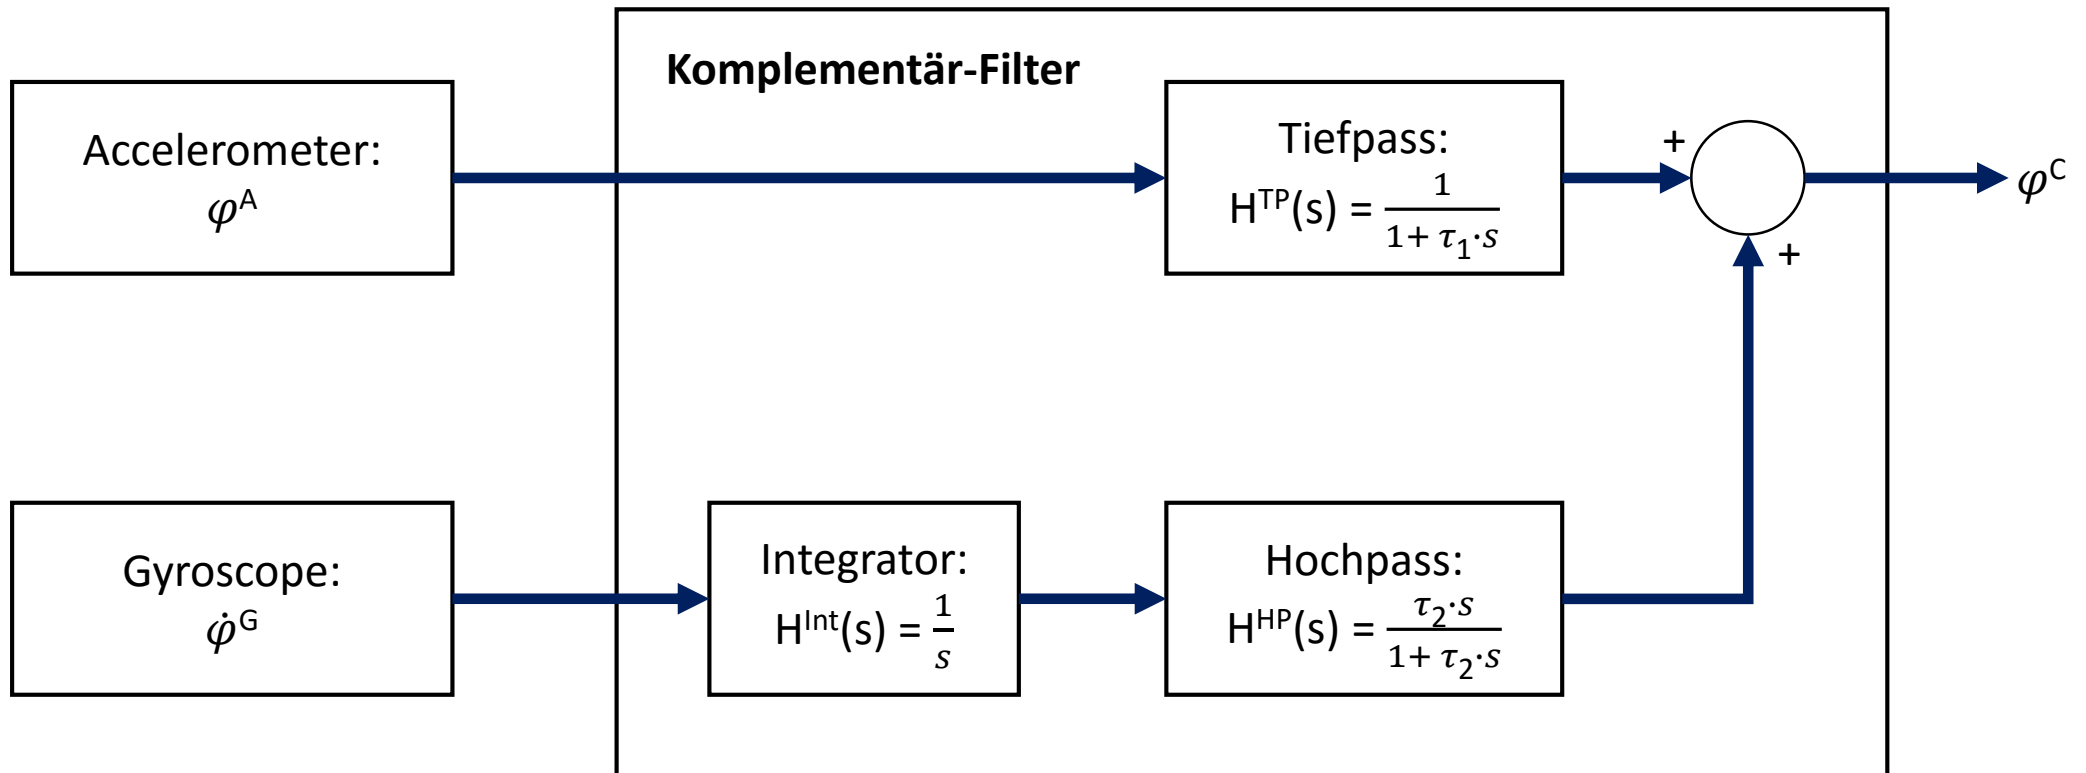 Komplementär-Filter
Accelerometer:
φᴬ
Tiefpass:
Hᵀᴾ(s) = 1 / (1+ τ₁·s)
+
+
φꟲ
Gyroscope:
φ̇ᴳ
Integrator:
Hᴵⁿᵗ(s) = 1 / s
Hochpass:
Hᴴᴾ(s) = τ₂·s / (1+ τ₂·s)